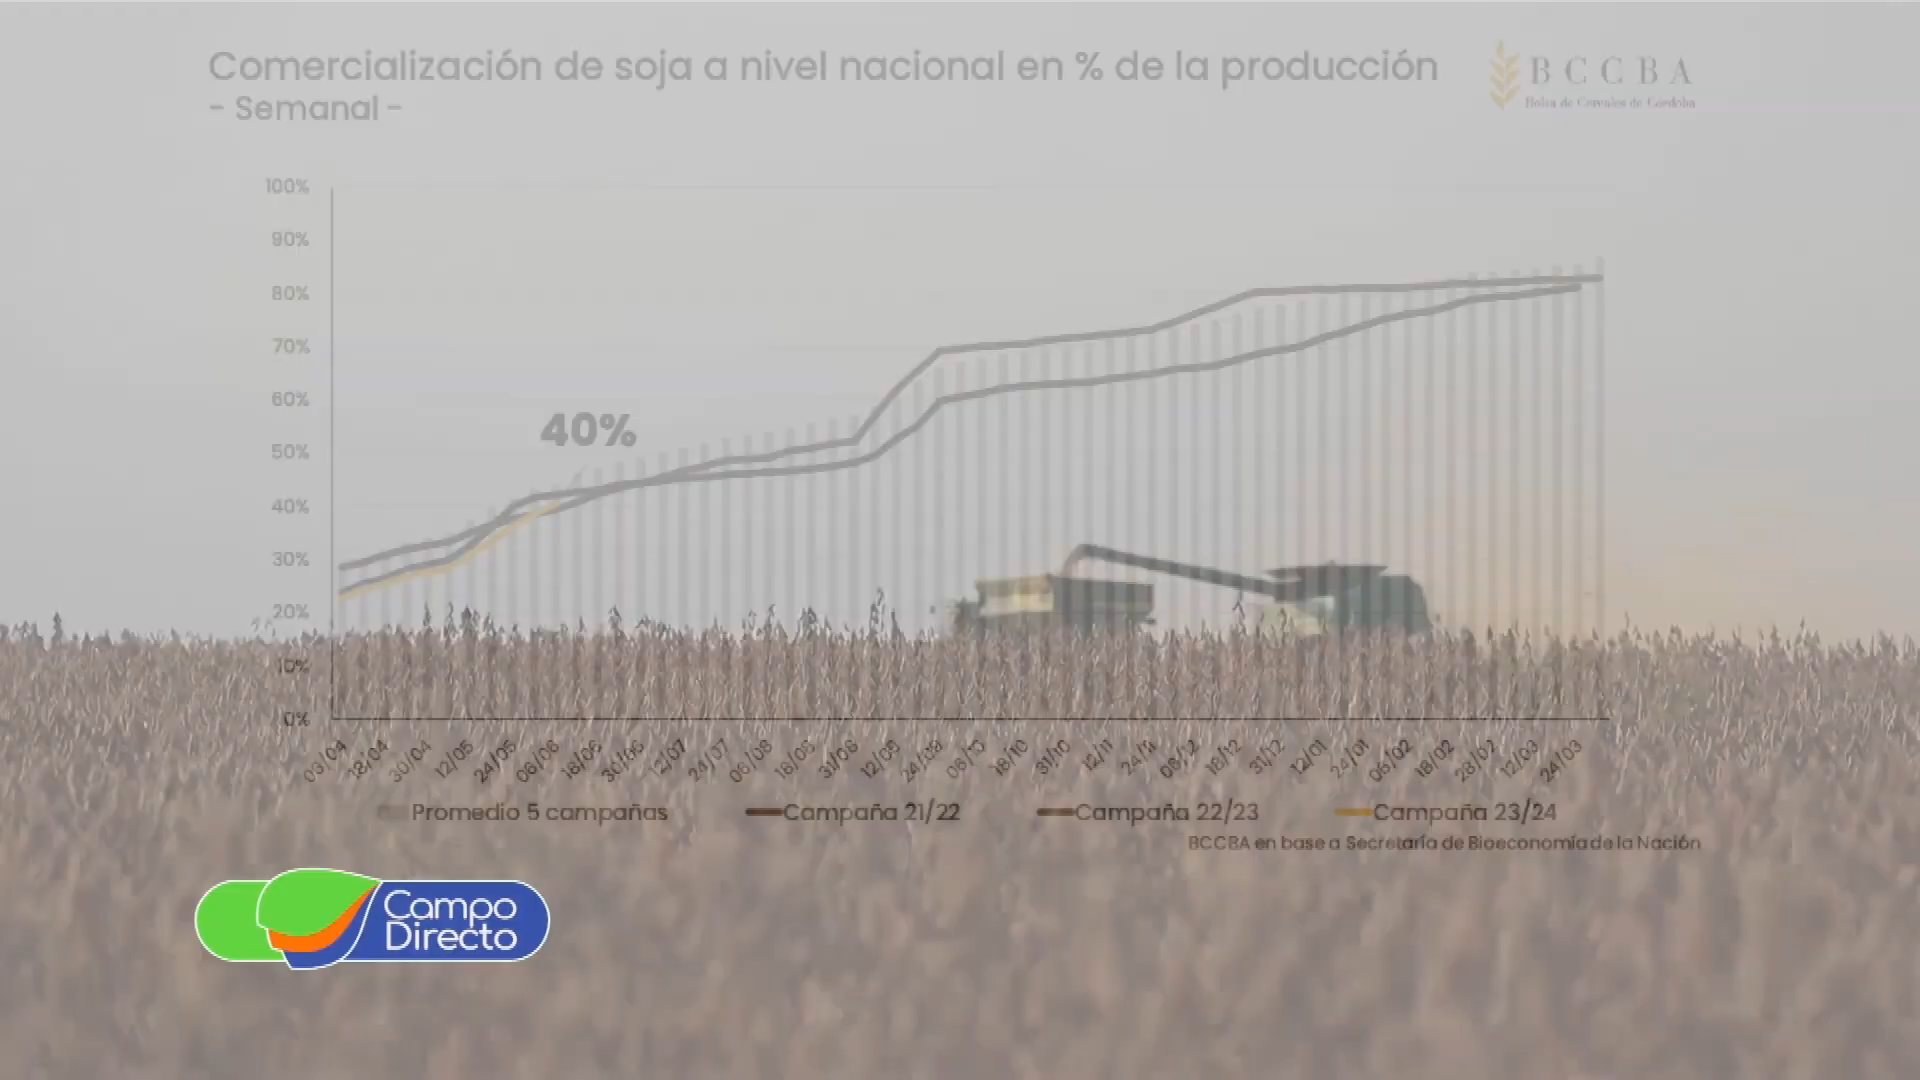 Comercialización de soja a nivel nacional en % de la producción
- Semanal -
BCCBA
Bolsa de Cereales de Córdoba
100%
90%
80%
70%
60%
50%
40%
30%
20%
10%
0%
40%
03/04 18/04 30/04 12/05 24/05 06/06 18/06 30/06 12/07 24/07 06/08 18/08 31/08 12/09 24/09 06/10 18/10 31/10 12/11 24/11 06/12 18/12 31/12 12/01 24/01 06/02 18/02 28/02 12/03 24/03
Promedio 5 campañas Campaña 21/22 Campaña 22/23 Campaña 23/24
BCCBA en base a Secretaría de Bioeconomía de la Nación
Campo
Directo